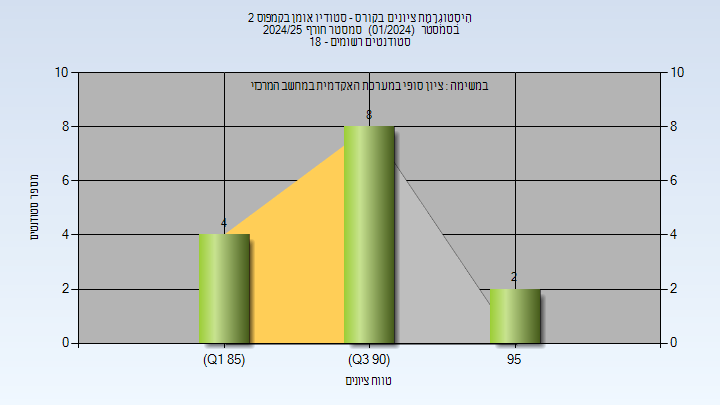 היסטוגרמת ציונים בקורס - סטודיו אומן בקמפוס 2
בסמסטר (01/2024) סמסטר חורף 2024/25
סטודנטים רשומים - 18
במשימה : ציון סופי במערכת האקדמית במחשב המרכזי
10 10
8 8
8
6 6
מספר סטודנטים
4
4 4
2
2 2
0 0
(Q1 85) (Q3 90) 95
טווח ציונים